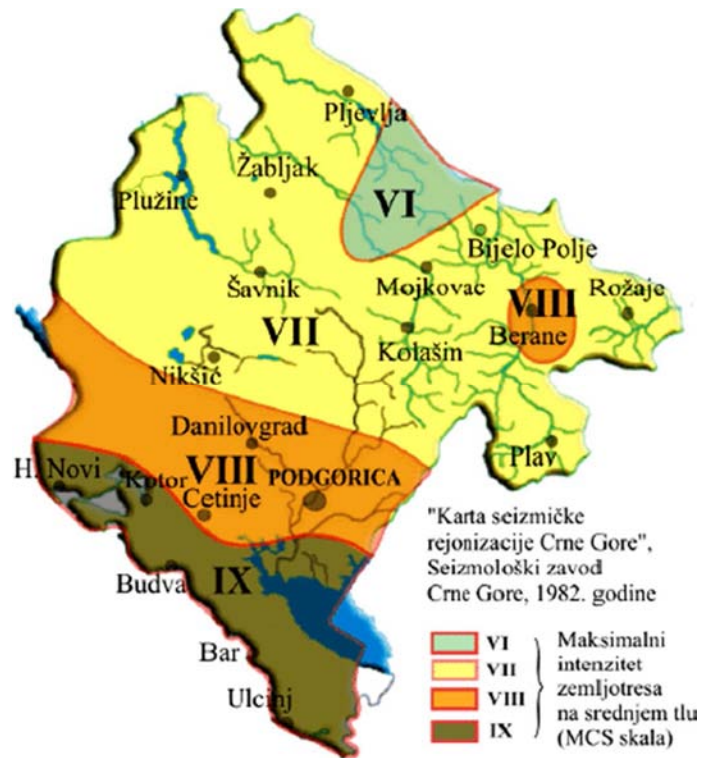 Pljevlja
Žabljak
Plužine
VI
Bijelo Polje
Šavnik
Mojkovac
VIII
Rožaje
VII
Berane
Kolašin
Nikšić
Danilovgrad
Plav
H. Novi
Kotor
VIII
PODGORICA
Cetinje
"Karta seizmičke
rejonizacije Crne Gore",
Seizmološki zavod
Crne Gore, 1982. godine
Budva
IX
Bar
Ulcinj
VI
VII
VIII
IX
Maksimalni
intenzitet
zemljotresa
na srednjem tlu
(MCS skala)